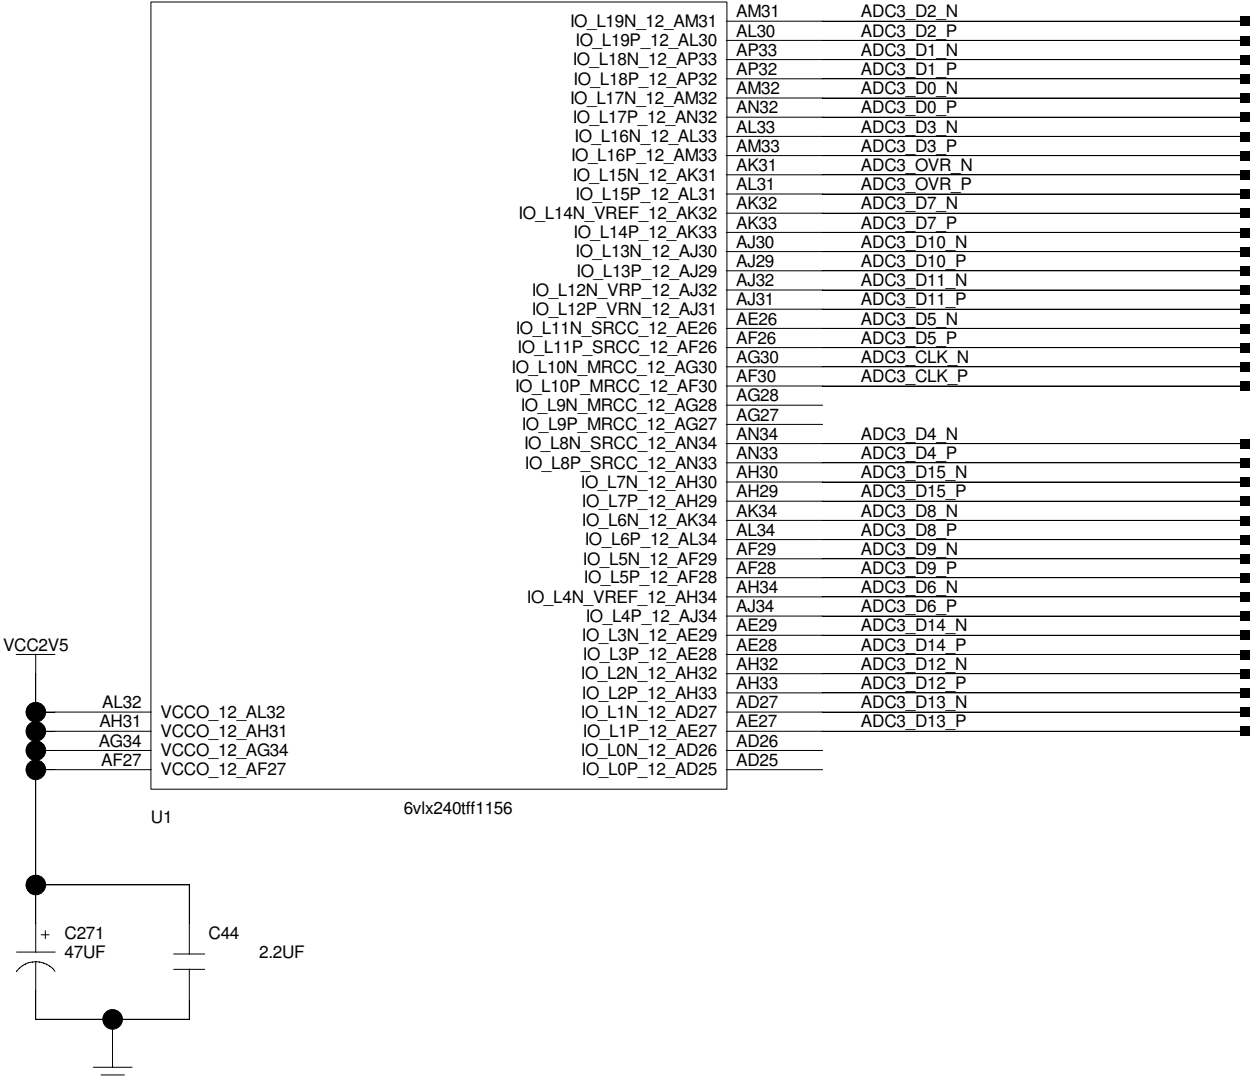 IO_L19N_12_AM31 AM31 ADC3_D2_N
IO_L19P_12_AL30 AL30 ADC3_D2_P
IO_L18N_12_AP33 AP33 ADC3_D1_N
IO_L18P_12_AP32 AP32 ADC3_D1_P
IO_L17N_12_AM32 AM32 ADC3_D0_N
IO_L17P_12_AN32 AN32 ADC3_D0_P
IO_L16N_12_AL33 AL33 ADC3_D3_N
IO_L16P_12_AM33 AM33 ADC3_D3_P
IO_L15N_12_AK31 AK31 ADC3_OVR_N
IO_L15P_12_AL31 AL31 ADC3_OVR_P
IO_L14N_VREF_12_AK32 AK32 ADC3_D7_N
IO_L14P_12_AK33 AK33 ADC3_D7_P
IO_L13N_12_AJ30 AJ30 ADC3_D10_N
IO_L13P_12_AJ29 AJ29 ADC3_D10_P
IO_L12N_VRP_12_AJ32 AJ32 ADC3_D11_N
IO_L12P_VRN_12_AJ31 AJ31 ADC3_D11_P
IO_L11N_SRCC_12_AE26 AE26 ADC3_D5_N
IO_L11P_SRCC_12_AF26 AF26 ADC3_D5_P
IO_L10N_MRCC_12_AG30 AG30 ADC3_CLK_N
IO_L10P_MRCC_12_AF30 AF30 ADC3_CLK_P
IO_L9N_MRCC_12_AG28 AG28
IO_L9P_MRCC_12_AG27 AG27
IO_L8N_SRCC_12_AN34 AN34 ADC3_D4_N
IO_L8P_SRCC_12_AN33 AN33 ADC3_D4_P
IO_L7N_12_AH30 AH30 ADC3_D15_N
IO_L7P_12_AH29 AH29 ADC3_D15_P
IO_L6N_12_AK34 AK34 ADC3_D8_N
IO_L6P_12_AL34 AL34 ADC3_D8_P
IO_L5N_12_AF29 AF29 ADC3_D9_N
IO_L5P_12_AF28 AF28 ADC3_D9_P
IO_L4N_VREF_12_AH34 AH34 ADC3_D6_N
IO_L4P_12_AJ34 AJ34 ADC3_D6_P
IO_L3N_12_AE29 AE29 ADC3_D14_N
VCC2V5 IO_L3P_12_AE28 AE28 ADC3_D14_P
IO_L2N_12_AH32 AH32 ADC3_D12_N
IO_L2P_12_AH33 AH33 ADC3_D12_P
AL32 VCCO_12_AL32 IO_L1N_12_AD27 AD27 ADC3_D13_N
AH31 VCCO_12_AH31 IO_L1P_12_AE27 AE27 ADC3_D13_P
AG34 VCCO_12_AG34 IO_L0N_12_AD26 AD26
AF27 VCCO_12_AF27 IO_L0P_12_AD25 AD25
U1 6vlx240tff1156
+ C271 C44
47UF 2.2UF